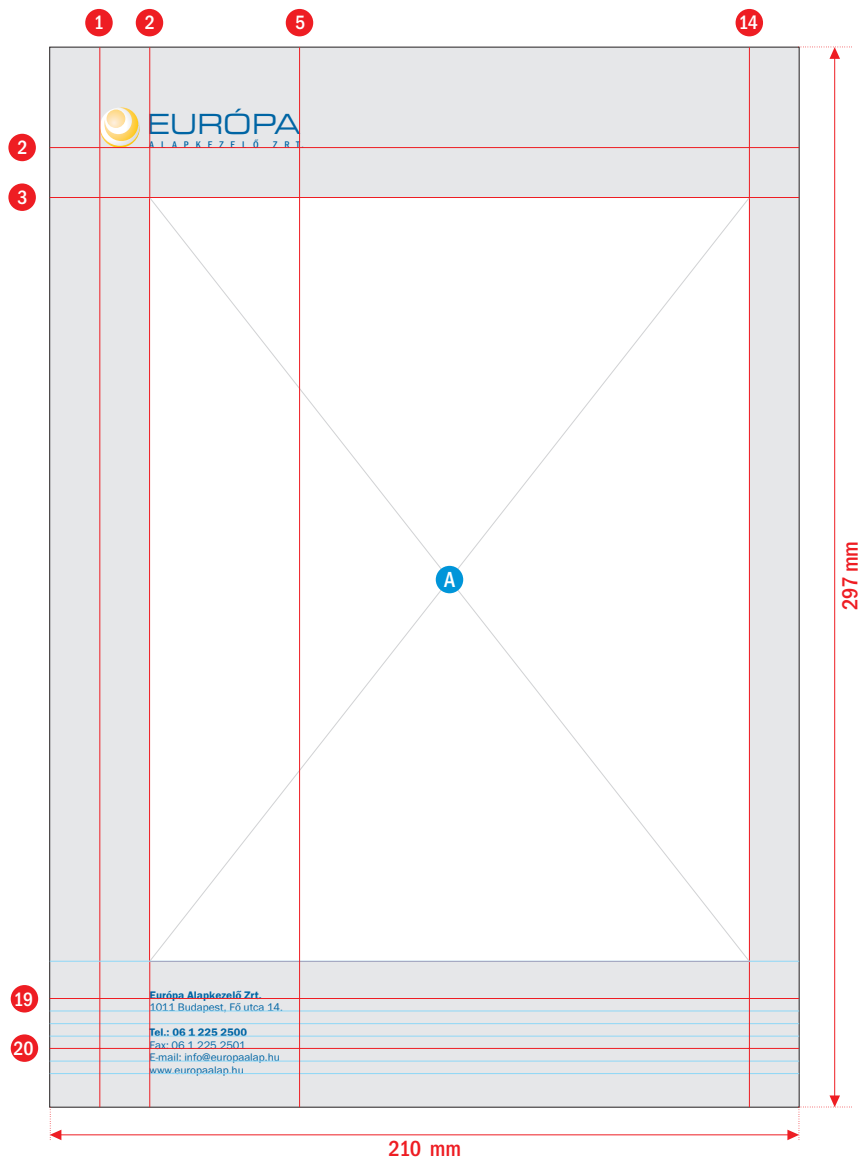 1 2 5 14
EURÓPA
ALAPKEZELŐ ZRT
2
3
A
297 mm
Európa Alapkezelő Zrt.
19
1011 Budapest, Fő utca 14.
Tel.: 06 1 225 2500
Fax: 06 1 225 2501
20
E-mail: info@europaalap.hu
www.europaalap.hu
210 mm